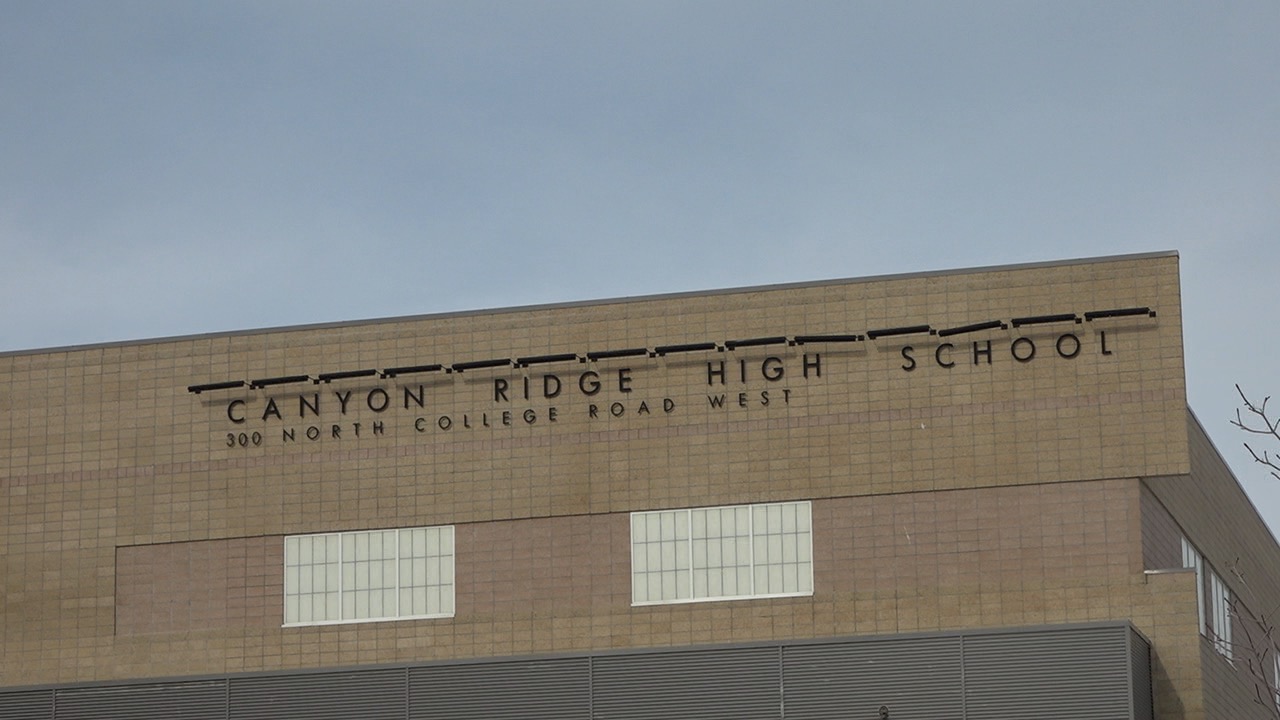 CANYON RIDGE HIGH SCHOOL
300 NORTH COLLEGE ROAD WEST